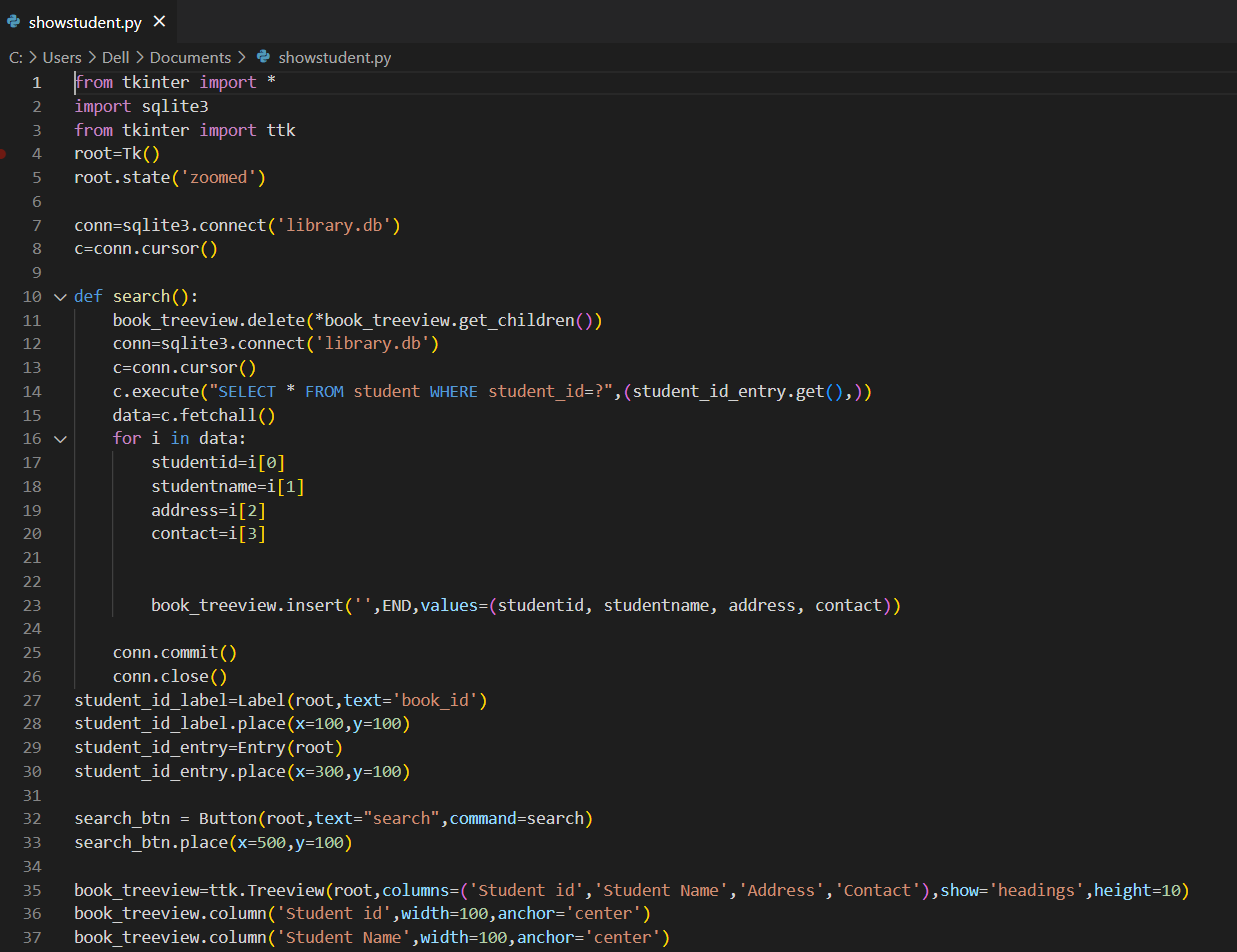 showstudent.py ×
C: > Users > Dell > Documents > showstudent.py
1 from tkinter import *
2 import sqlite3
3 from tkinter import ttk
4 root=Tk()
5 root.state('zoomed')
6
7 conn=sqlite3.connect('library.db')
8 c=conn.cursor()
9
10 def search():
11     book_treeview.delete(*book_treeview.get_children())
12     conn=sqlite3.connect('library.db')
13     c=conn.cursor()
14     c.execute("SELECT * FROM student WHERE student_id=?",(student_id_entry.get(),))
15     data=c.fetchall()
16     for i in data:
17         studentid=i[0]
18         studentname=i[1]
19         address=i[2]
20         contact=i[3]
21
22
23         book_treeview.insert('',END,values=(studentid, studentname, address, contact))
24
25     conn.commit()
26     conn.close()
27 student_id_label=Label(root,text='book_id')
28 student_id_label.place(x=100,y=100)
29 student_id_entry=Entry(root)
30 student_id_entry.place(x=300,y=100)
31
32 search_btn = Button(root,text="search",command=search)
33 search_btn.place(x=500,y=100)
34
35 book_treeview=ttk.Treeview(root,columns=('Student id','Student Name','Address','Contact'),show='headings',height=10)
36 book_treeview.column('Student id',width=100,anchor='center')
37 book_treeview.column('Student Name',width=100,anchor='center')